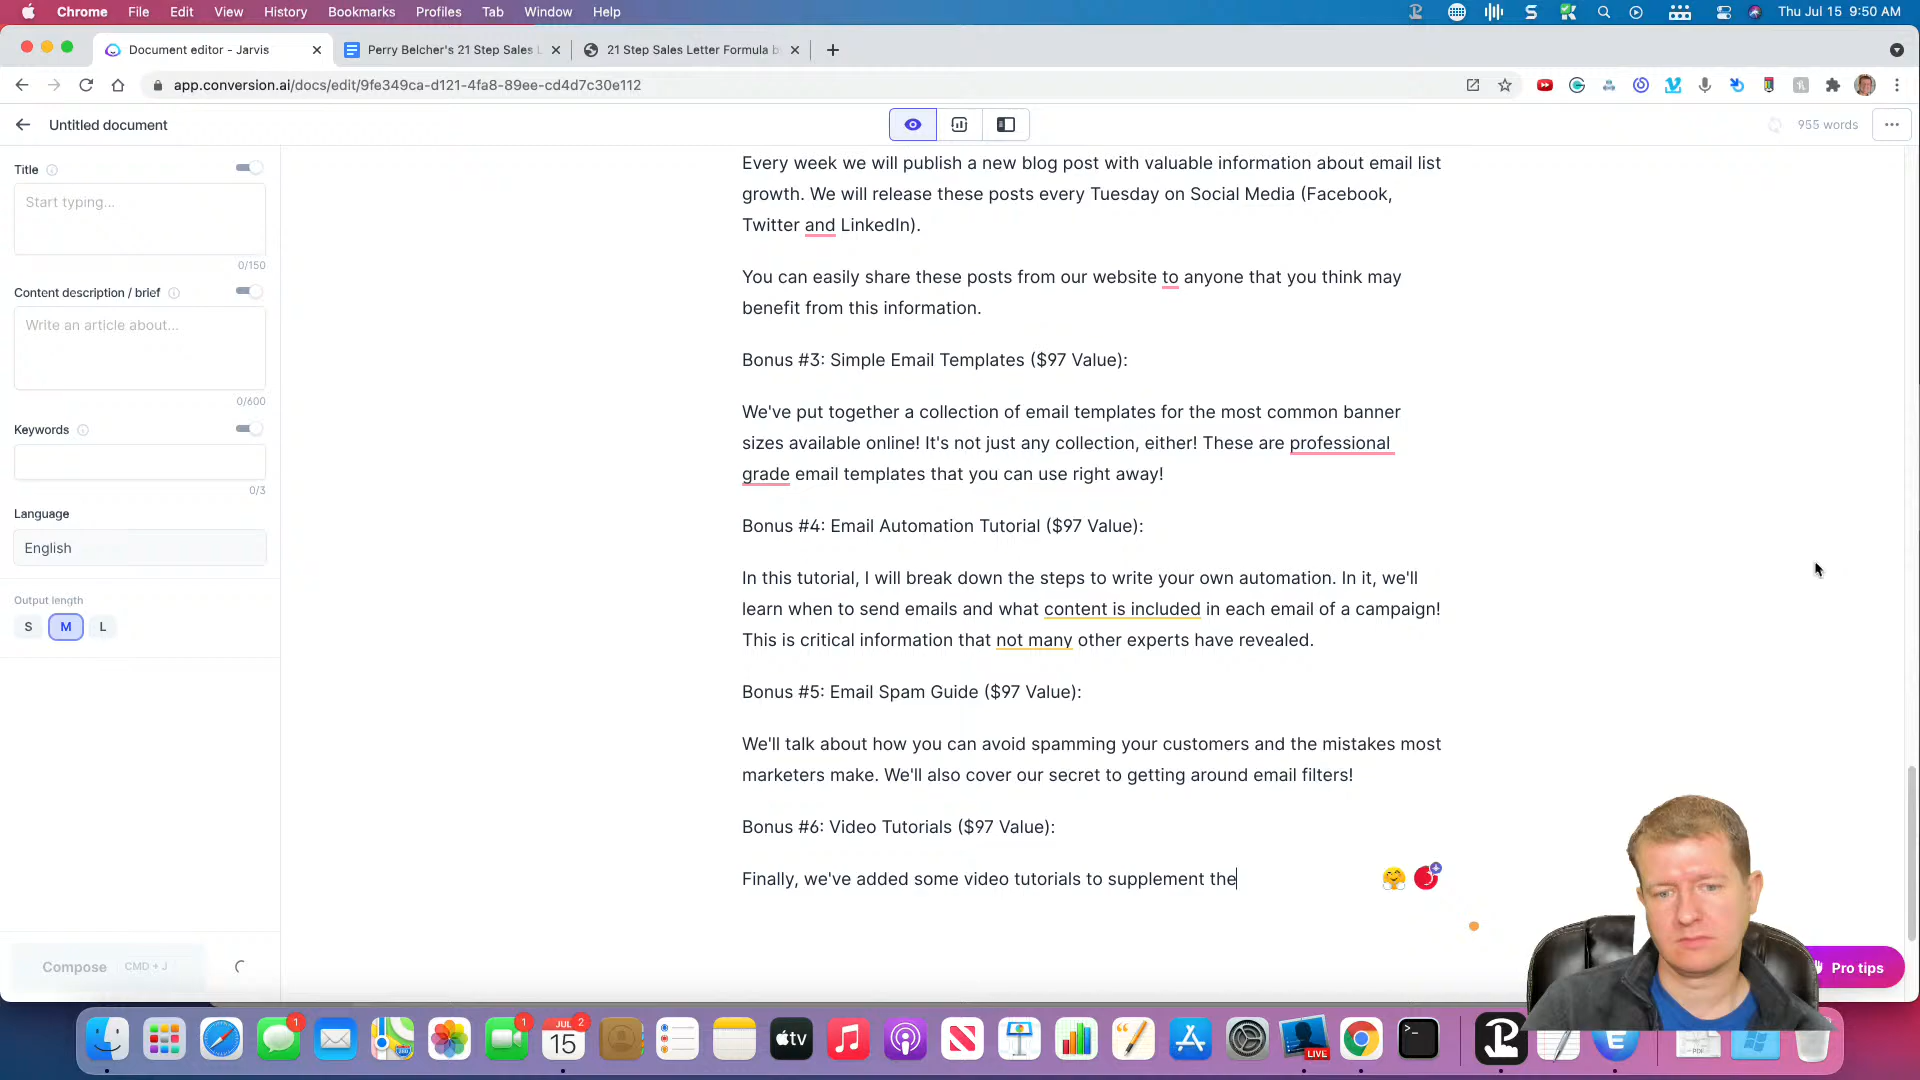 Chrome File Edit View History Bookmarks Profiles Tab Window Help
Thu Jul 15 9:50 AM
Document editor - Jarvis
Perry Belcher's 21 Step Sales L
21 Step Sales Letter Formula b
app.conversion.ai/docs/edit/9fe349ca-d121-4fa8-89ee-cd4d7c30e112
Untitled document
955 words
Title
Start typing...
0/150
Content description / brief
Write an article about...
0/600
Keywords
0/3
Language
English
Output length
S M L
Compose CMD + J
Every week we will publish a new blog post with valuable information about email list
growth. We will release these posts every Tuesday on Social Media (Facebook,
Twitter and LinkedIn).
You can easily share these posts from our website to anyone that you think may
benefit from this information.
Bonus #3: Simple Email Templates ($97 Value):
We've put together a collection of email templates for the most common banner
sizes available online! It's not just any collection, either! These are professional
grade email templates that you can use right away!
Bonus #4: Email Automation Tutorial ($97 Value):
In this tutorial, I will break down the steps to write your own automation. In it, we'll
learn when to send emails and what content is included in each email of a campaign!
This is critical information that not many other experts have revealed.
Bonus #5: Email Spam Guide ($97 Value):
We'll talk about how you can avoid spamming your customers and the mistakes most
marketers make. We'll also cover our secret to getting around email filters!
Bonus #6: Video Tutorials ($97 Value):
Finally, we've added some video tutorials to supplement the
Pro tips
1
1
JUL 2
15
tv
LIVE
PDF